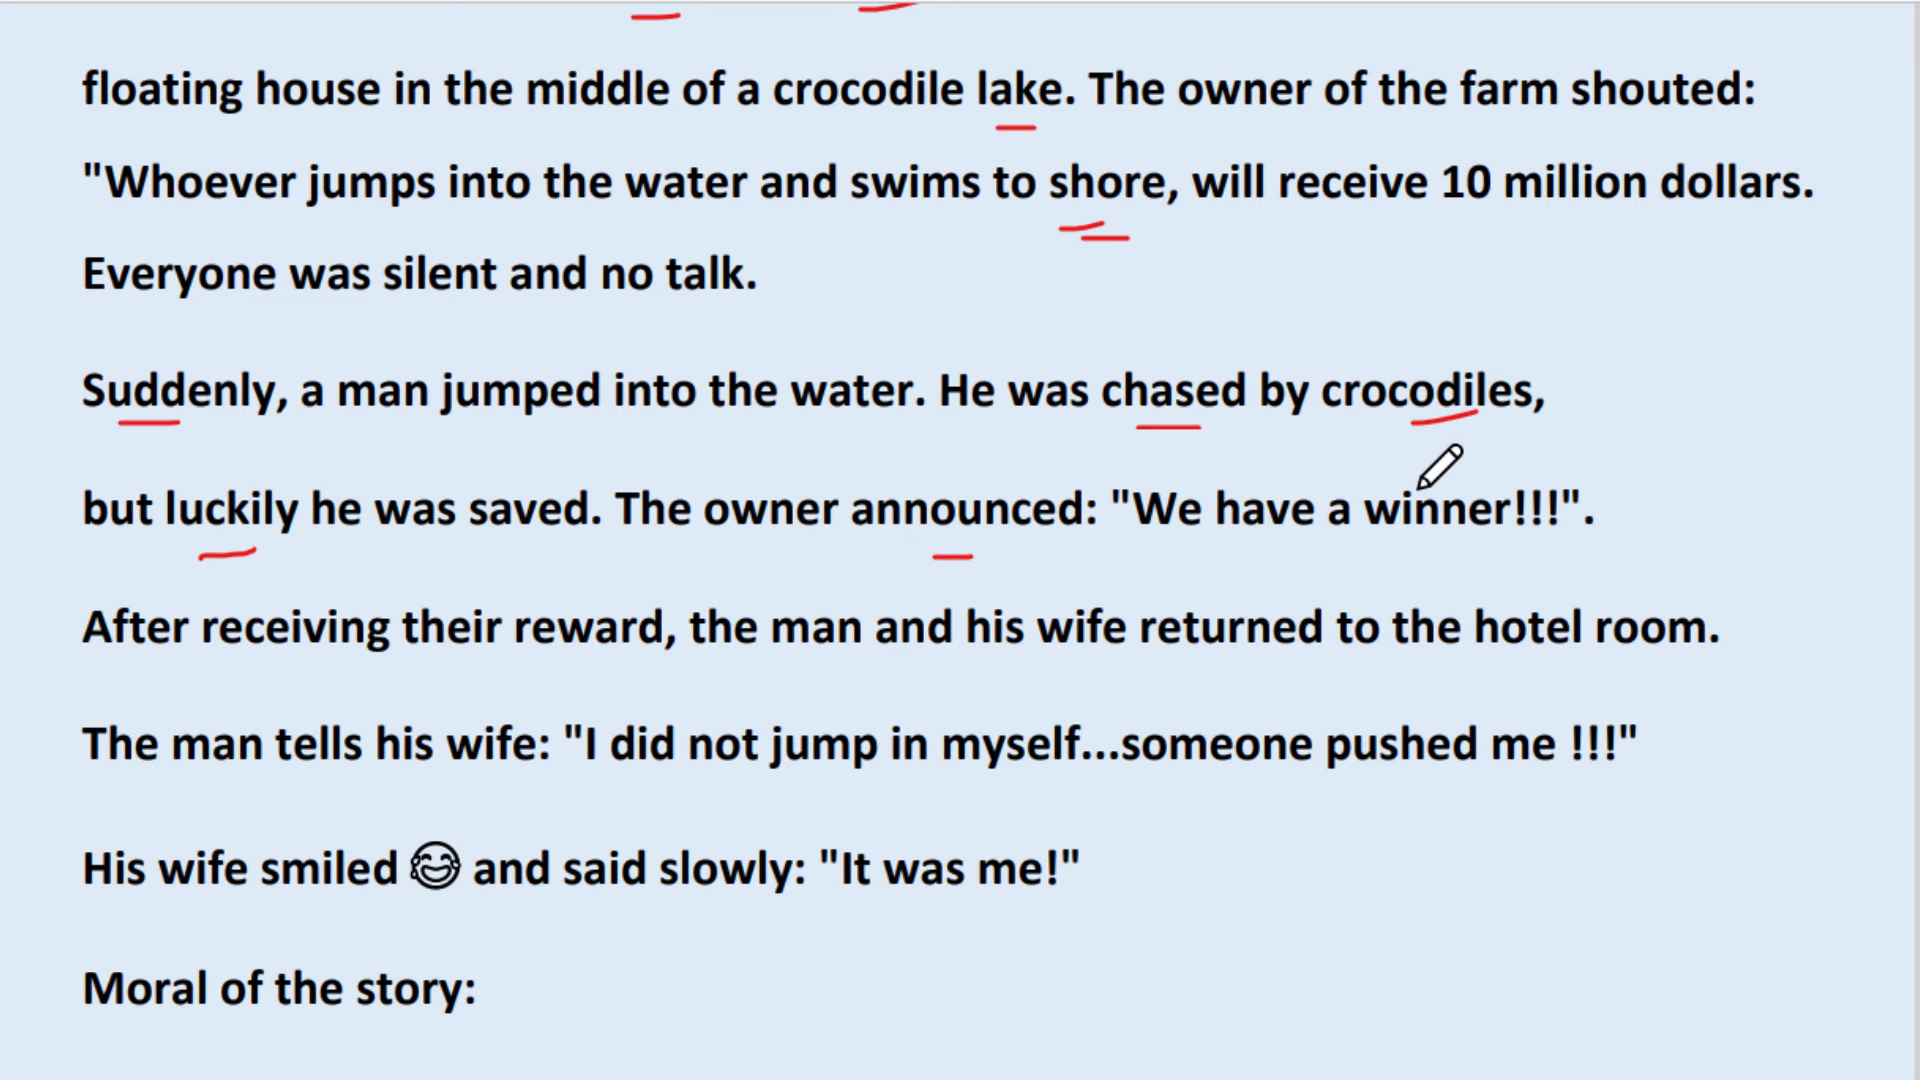 floating house in the middle of a crocodile lake. The owner of the farm shouted:
"Whoever jumps into the water and swims to shore, will receive 10 million dollars.
Everyone was silent and no talk.
Suddenly, a man jumped into the water. He was chased by crocodiles,
but luckily he was saved. The owner announced: "We have a winner!!!".
After receiving their reward, the man and his wife returned to the hotel room.
The man tells his wife: "I did not jump in myself...someone pushed me !!!"
His wife smiled 😂 and said slowly: "It was me!"
Moral of the story: